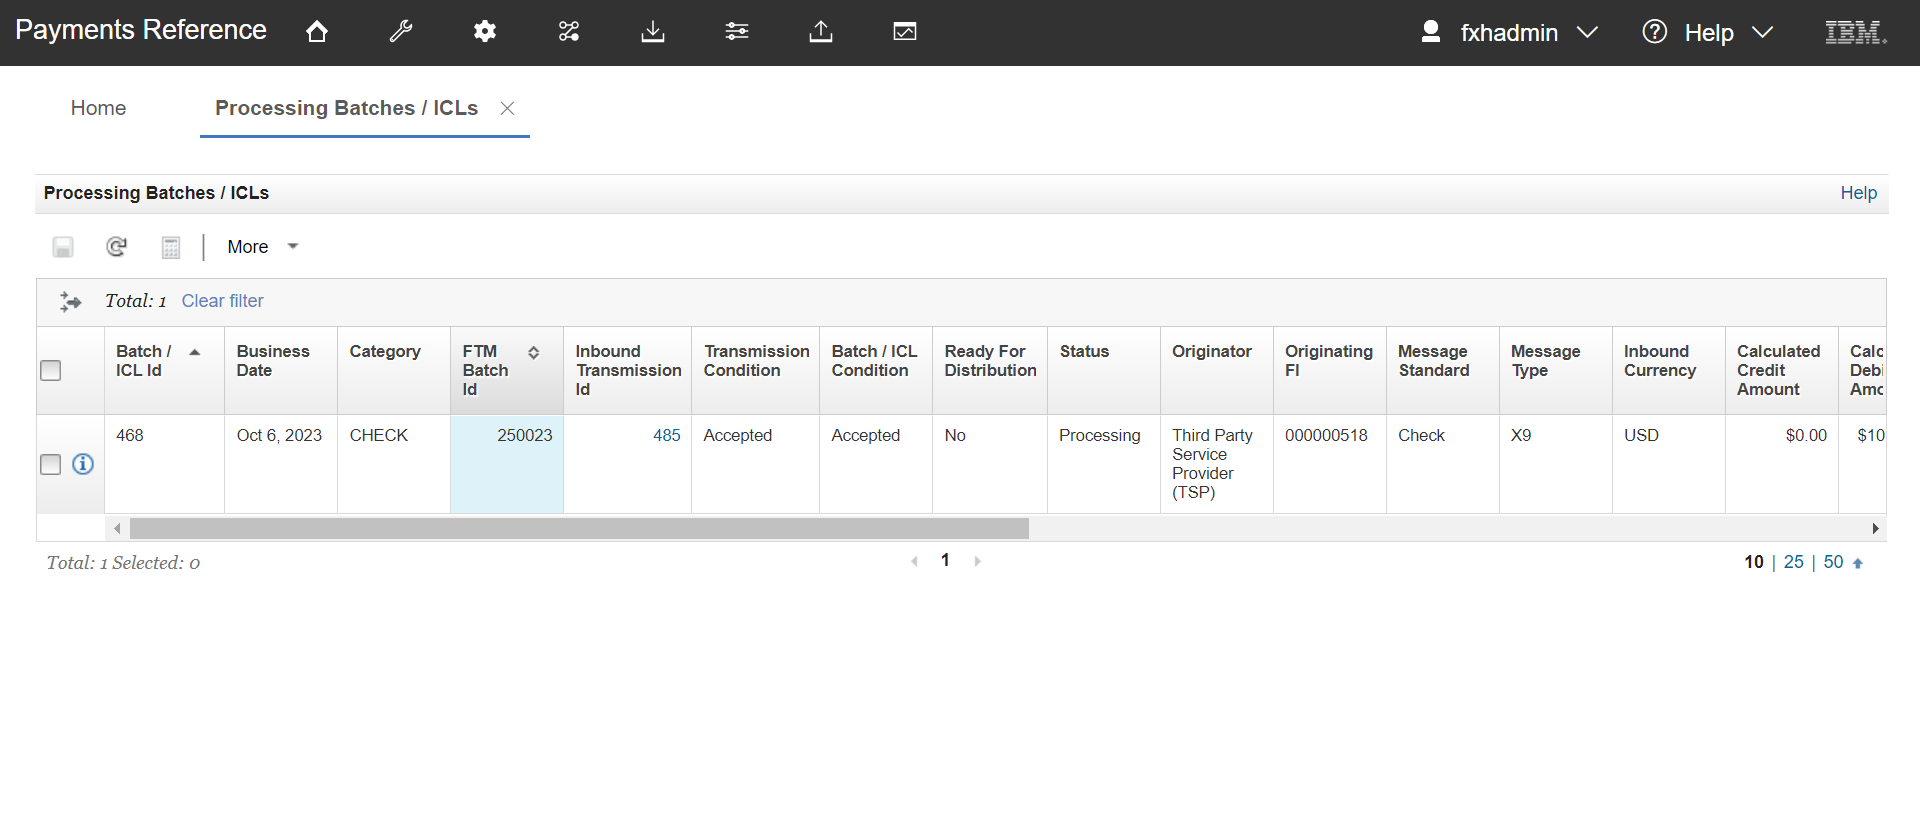 Payments Reference
fxhadmin
Help
IBM
Home
Processing Batches / ICLs
Processing Batches / ICLs
Help
More
Total: 1 Clear filter
Batch / ICL Id
Business Date
Category
FTM Batch Id
Inbound Transmission Id
Transmission Condition
Batch / ICL Condition
Ready For Distribution
Status
Originator
Originating FI
Message Standard
Message Type
Inbound Currency
Calculated Credit Amount
468
Oct 6, 2023
CHECK
250023
485
Accepted
Accepted
No
Processing
Third Party
Service
Provider
(TSP)
000000518
Check
X9
USD
$0.00
$10
Total: 1 Selected: 0
1
10 | 25 | 50